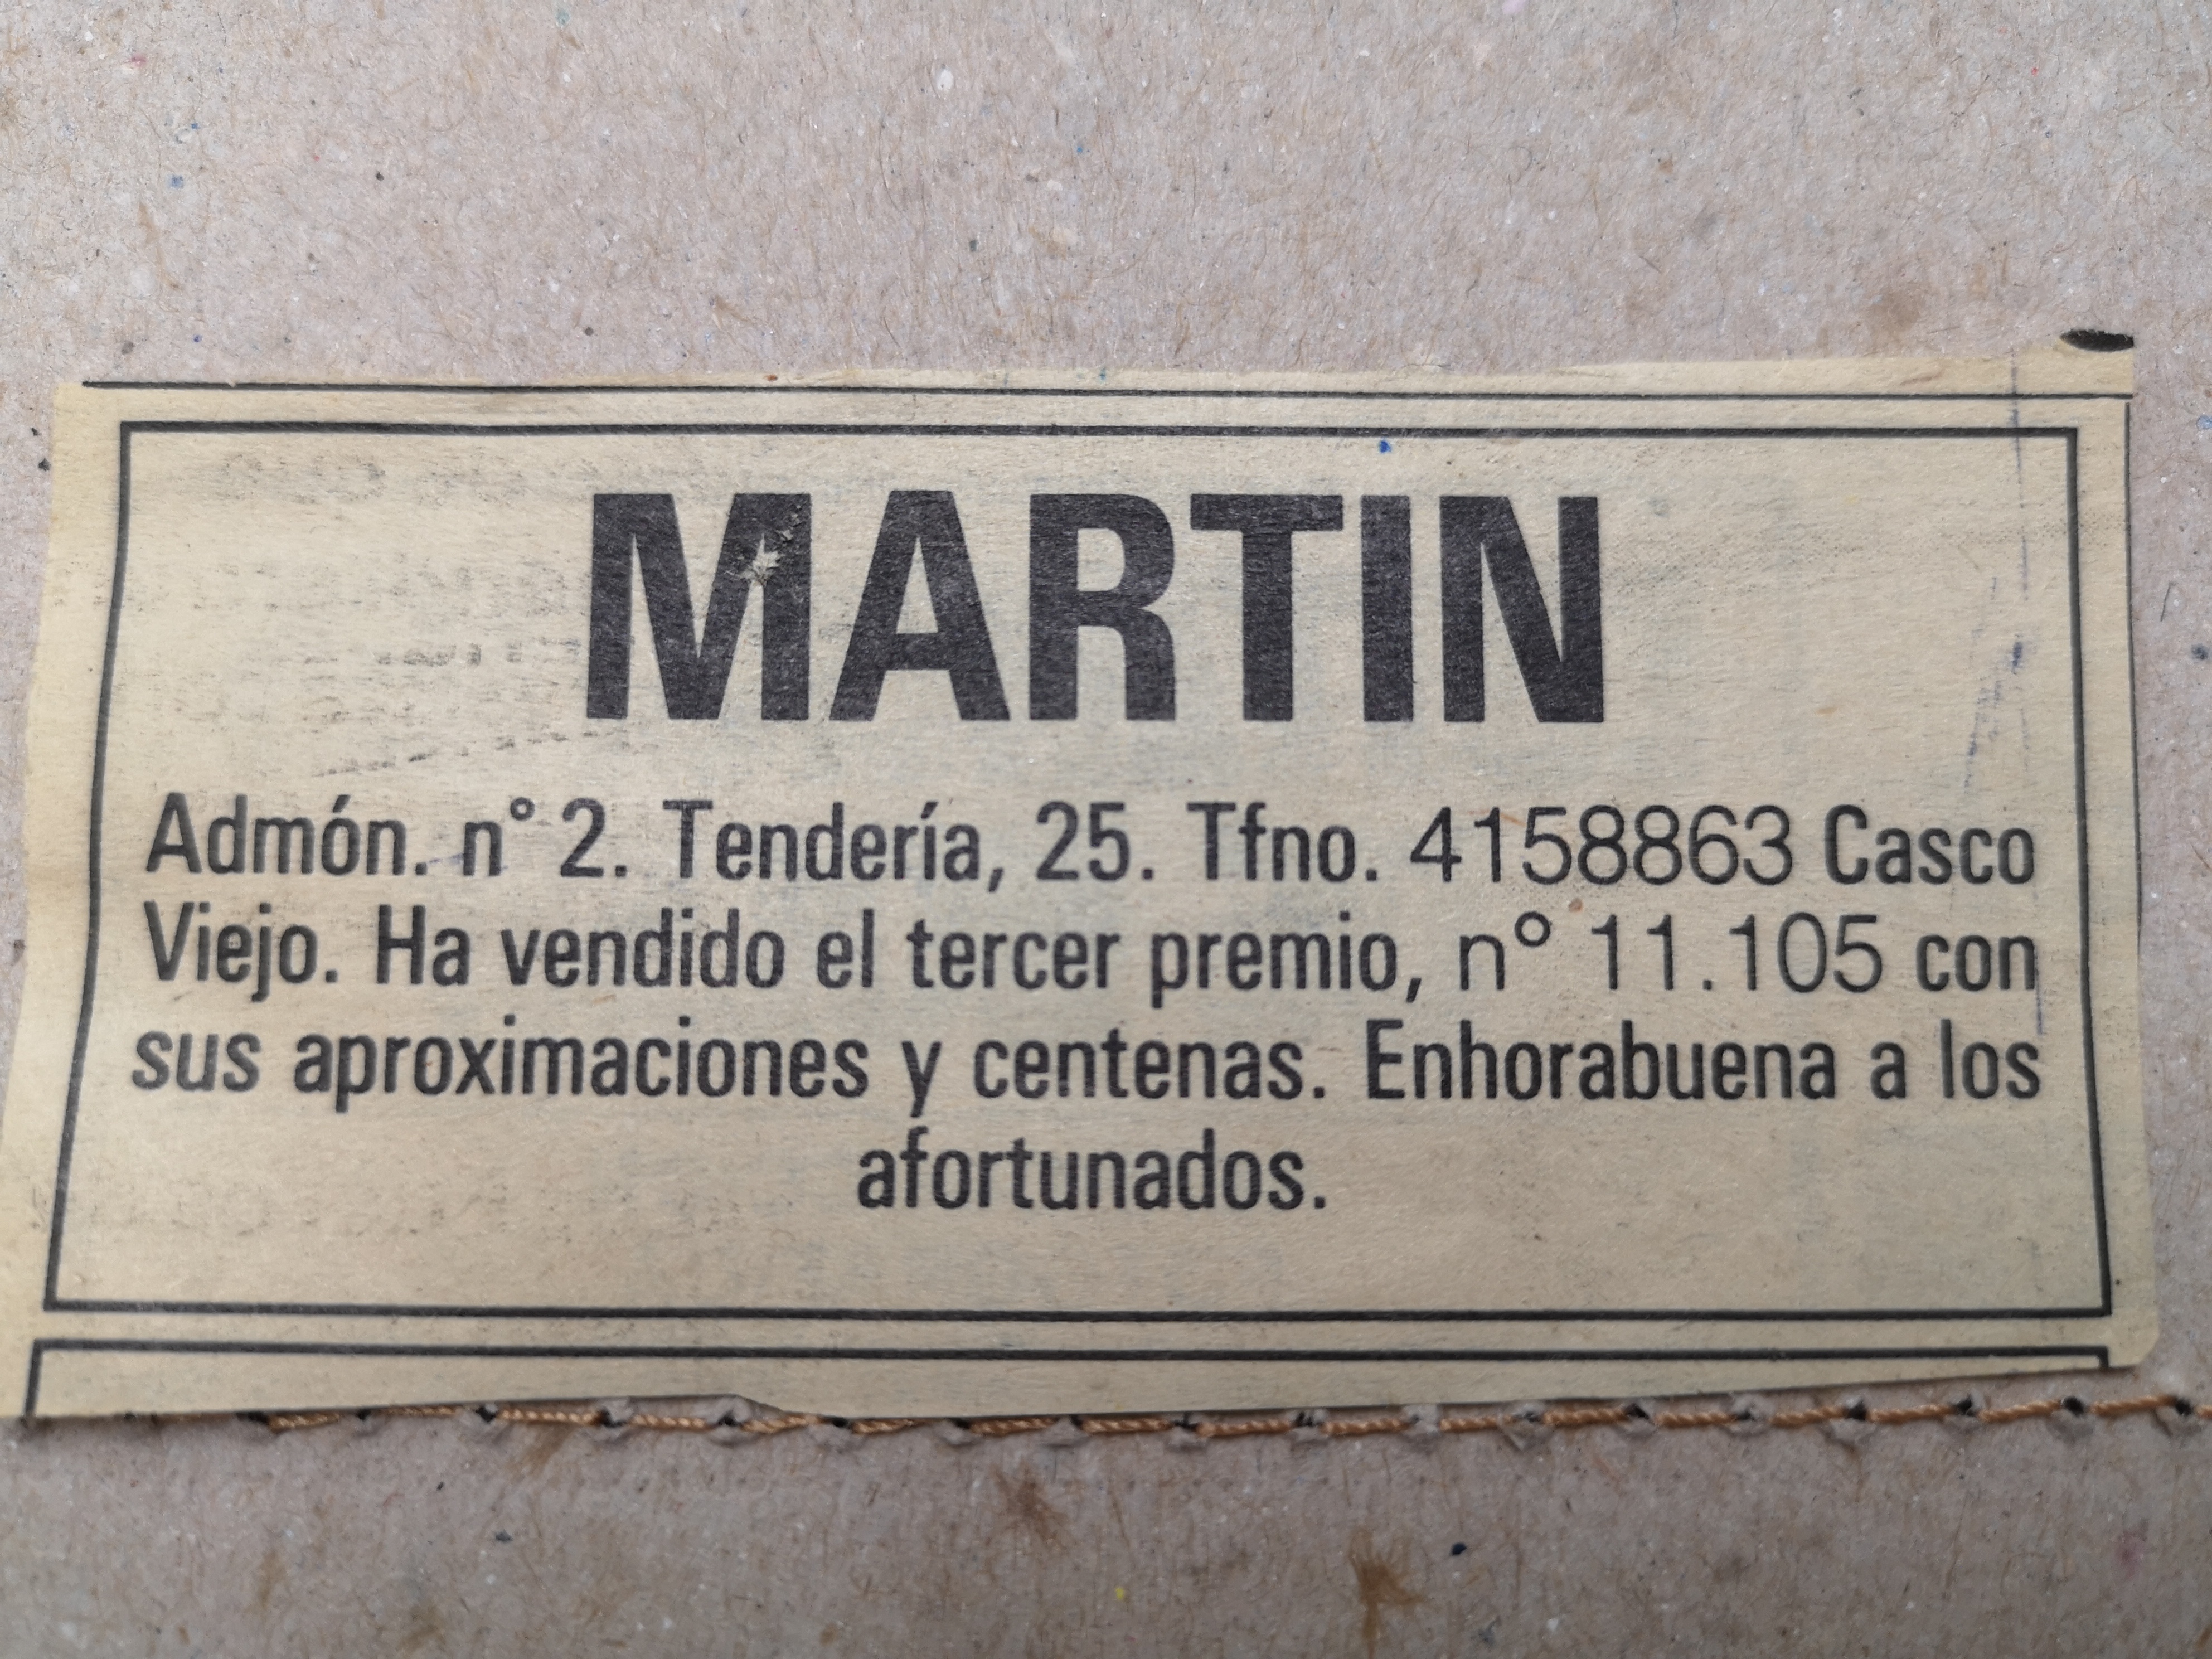 MARTIN
Admón. n° 2. Tendería, 25. Tfno. 4158863 Casco
Viejo. Ha vendido el tercer premio, nº 11.105 con
sus aproximaciones y centenas. Enhorabuena a los
afortunados.